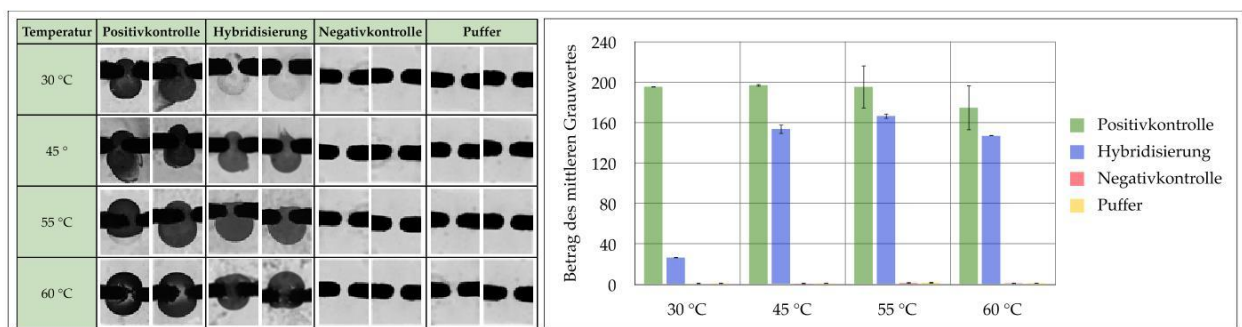 Temperatur Positivkontrolle Hybridisierung Negativkontrolle Puffer
30 °C
45 °
55 °C
60 °C
Betrag des mittleren Grauwertes
240
200
160
120
80
40
0
30 °C 45 °C 55 °C 60 °C
Positivkontrolle
Hybridisierung
Negativkontrolle
Puffer